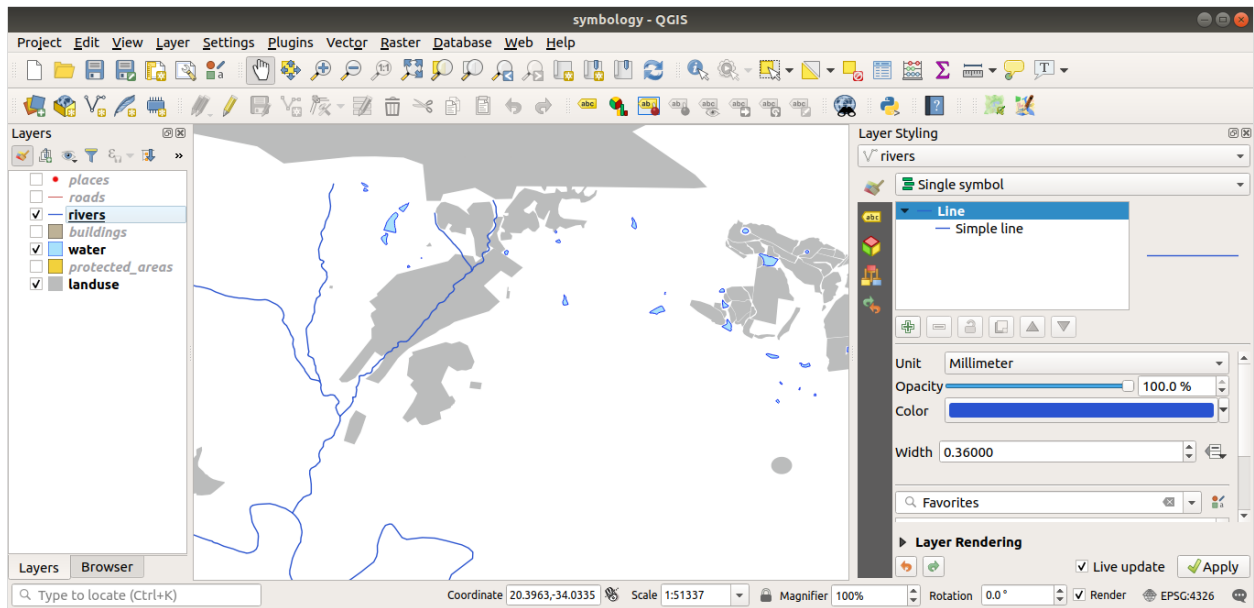 symbology - QGIS
Project Edit View Layer Settings Plugins Vector Raster Database Web Help
Layers
places
roads
rivers
buildings
water
protected_areas
landuse
Layers Browser
Layer Styling
rivers
Single symbol
Line
Simple line
Unit Millimeter
Opacity 100.0 %
Color
Width 0.36000
Favorites
Layer Rendering
Live update Apply
Type to locate (Ctrl+K) Coordinate 20.3963,-34.0335 Scale 1:51337 Magnifier 100% Rotation 0.0° Render EPSG:4326